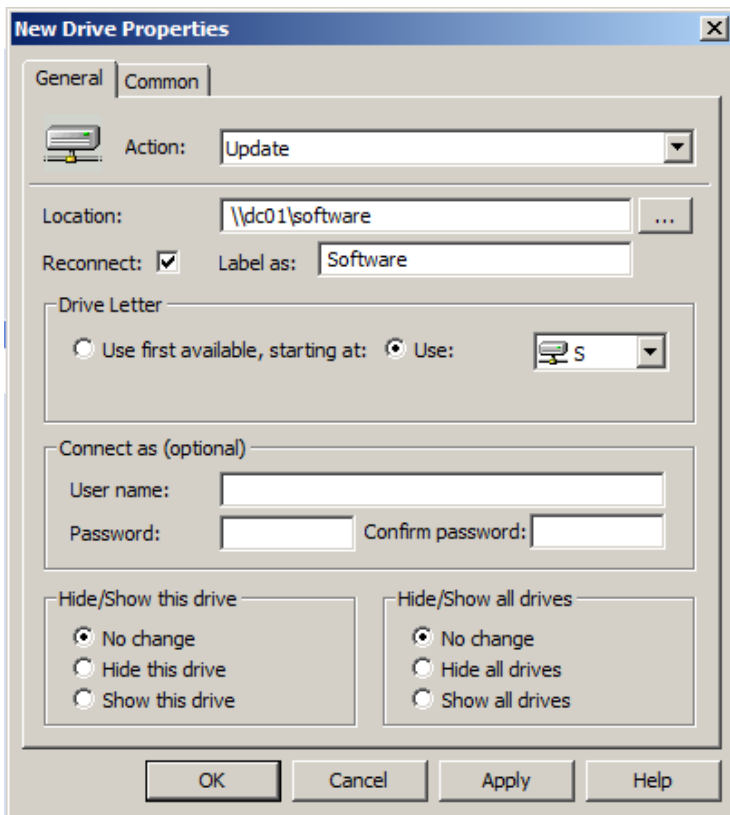 New Drive Properties
General Common
Action: Update
Location: \\dc01\software ...
Reconnect: Label as: Software
Drive Letter
Use first available, starting at: Use: S
Connect as (optional)
User name:
Password: Confirm password:
Hide/Show this drive Hide/Show all drives
No change No change
Hide this drive Hide all drives
Show this drive Show all drives
OK Cancel Apply Help